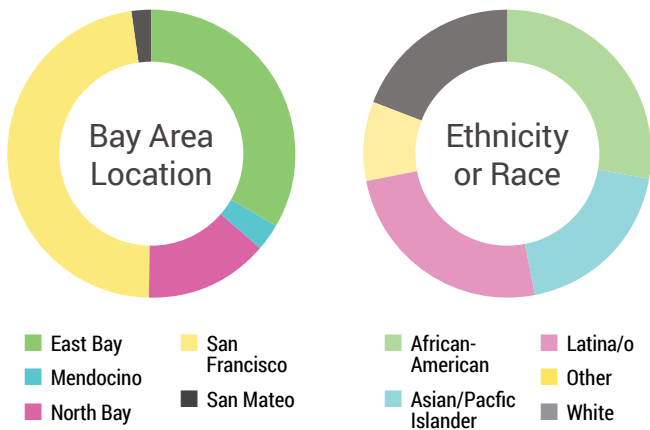 Bay Area
Location
Ethnicity
or Race
East Bay
Mendocino
North Bay
San
Francisco
San Mateo
African-
American
Asian/Pacfic
Islander
Latina/o
Other
White